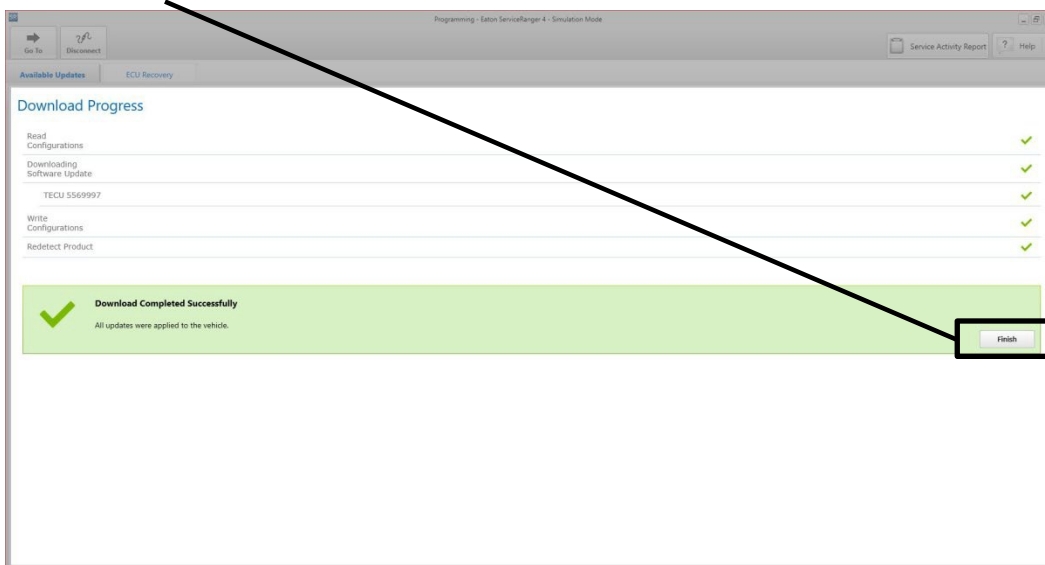 Programming - Eaton ServiceRanger 4 - Simulation Mode
Go To
Disconnect
Service Activity Report
? Help
Available Updates
ECU Recovery
Download Progress
Read
Configurations
Downloading
Software Update
TECU 5569997
Write
Configurations
Redetect Product
Download Completed Successfully
All updates were applied to the vehicle.
Finish